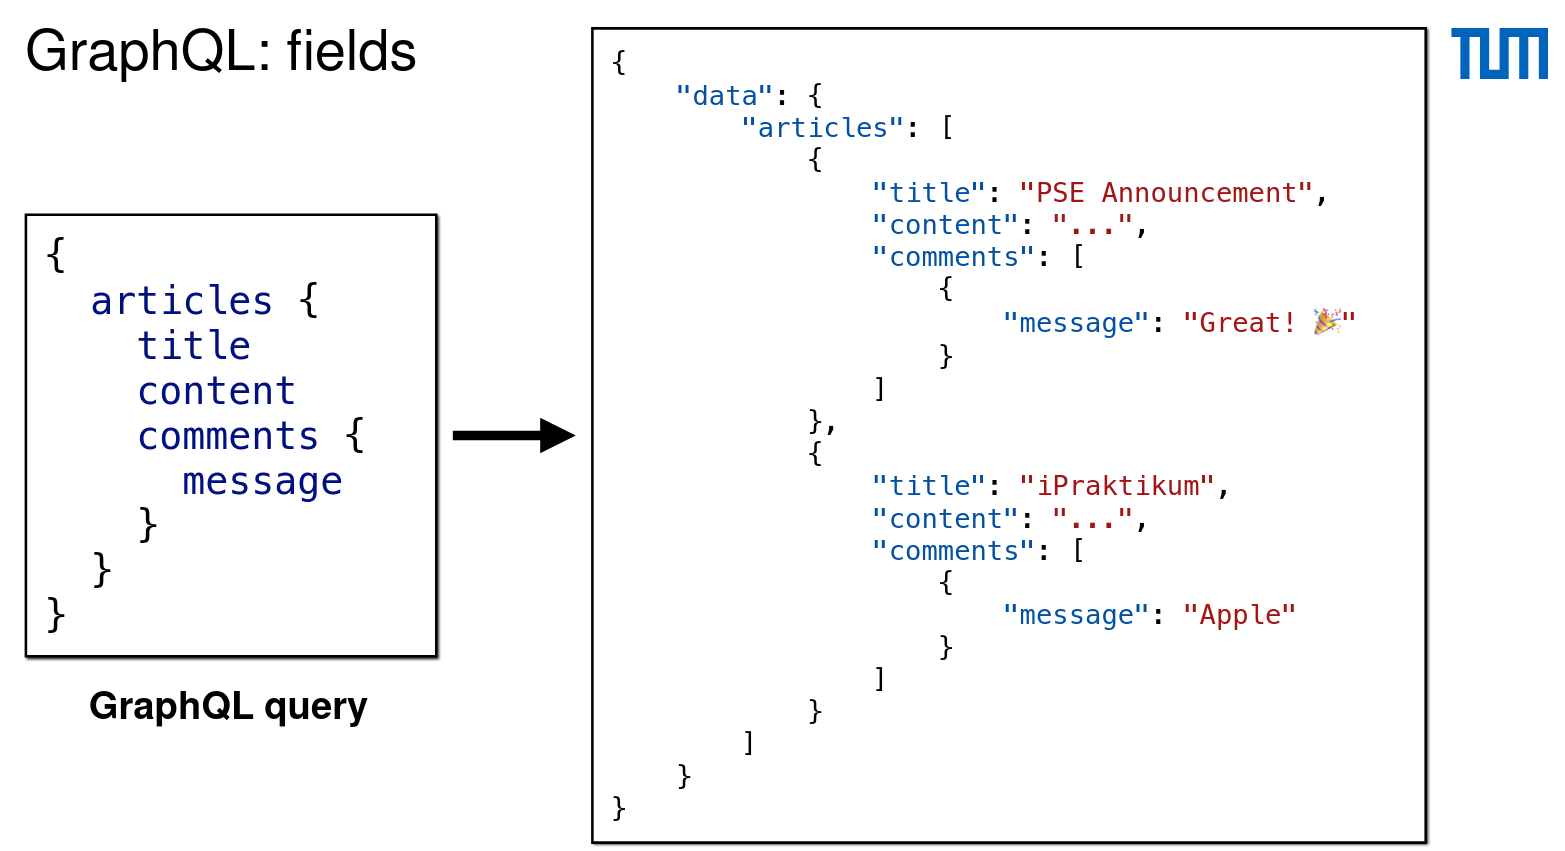 GraphQL: fields
TUM
{
  articles {
    title
    content
    comments {
      message
    }
  }
}
GraphQL query
{
    "data": {
        "articles": [
            {
                "title": "PSE Announcement",
                "content": "...",
                "comments": [
                    {
                        "message": "Great! 🎉"
                    }
                ]
            },
            {
                "title": "iPraktikum",
                "content": "...",
                "comments": [
                    {
                        "message": "Apple"
                    }
                ]
            }
        ]
    }
}